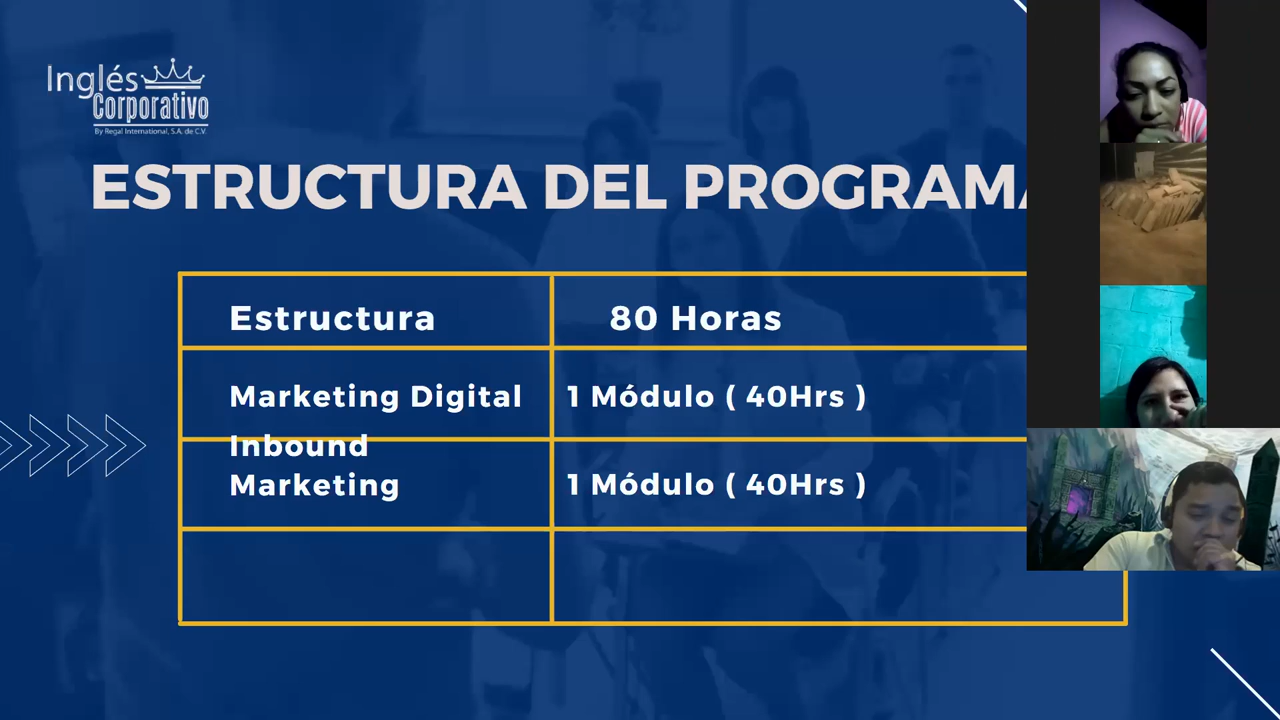 Inglés
Corporativo
By Regal International, S.A. de C.V.
ESTRUCTURA DEL PROGRAMA
Estructura
80 Horas
Marketing Digital
1 Módulo ( 40Hrs )
Inbound
Marketing
1 Módulo ( 40Hrs )